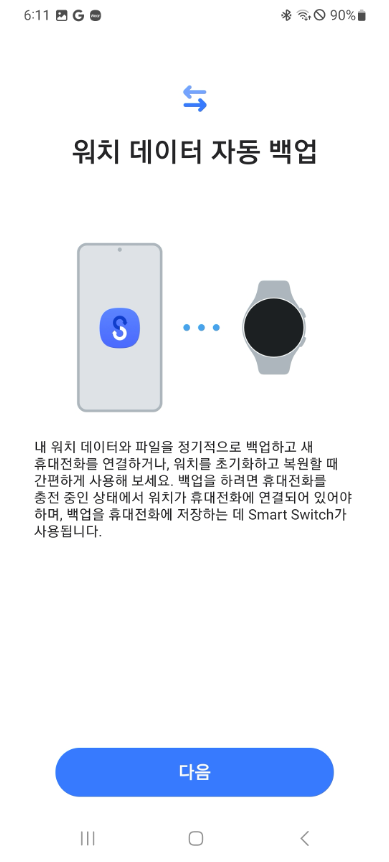 6:11 G 90%
워치 데이터 자동 백업
S
내 워치 데이터와 파일을 정기적으로 백업하고 새
휴대전화를 연결하거나, 워치를 초기화하고 복원할 때
간편하게 사용해 보세요. 백업을 하려면 휴대전화를
충전 중인 상태에서 워치가 휴대전화에 연결되어 있어야
하며, 백업을 휴대전화에 저장하는 데 Smart Switch가
사용됩니다.
다음